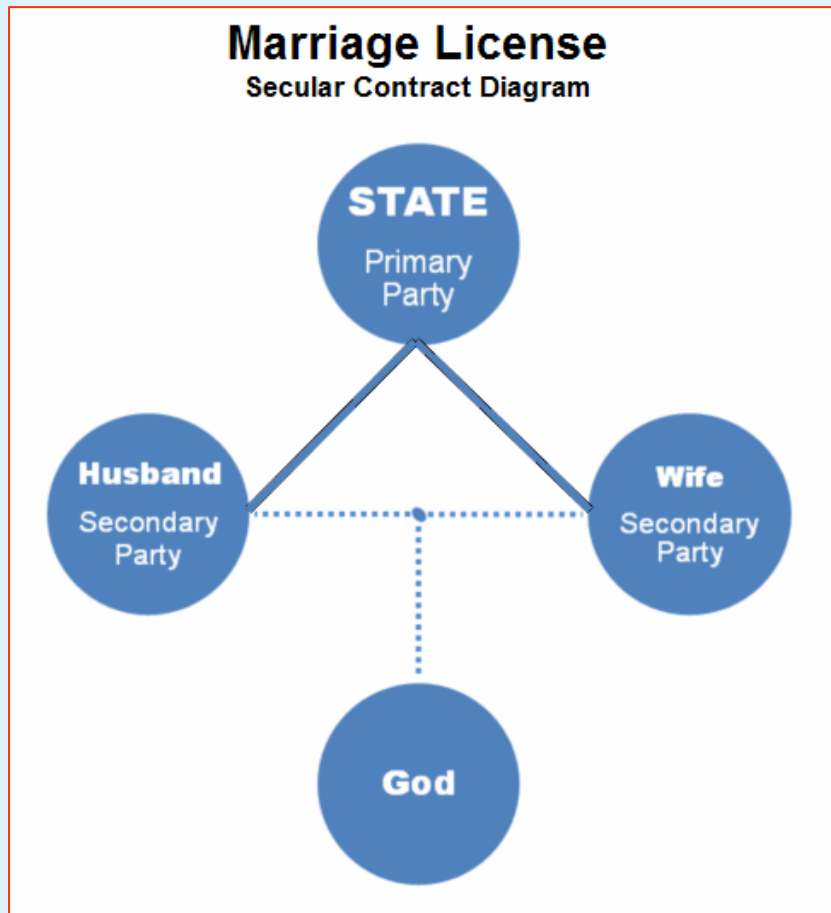 Marriage License
Secular Contract Diagram
STATE
Primary
Party
Husband
Secondary
Party
Wife
Secondary
Party
God